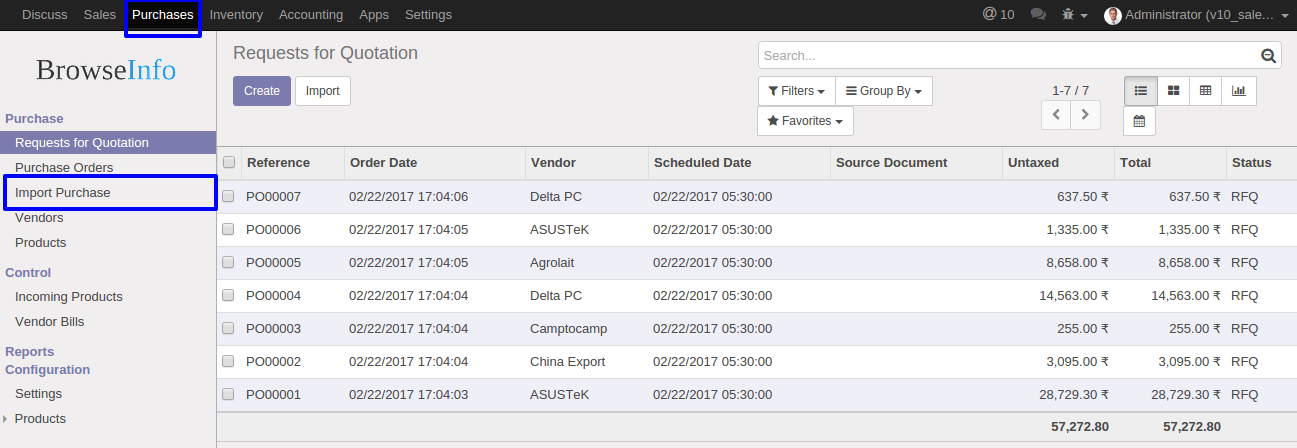 Discuss Sales Purchases Inventory Accounting Apps Settings @ 10 Administrator (v10_sale...
BrowseInfo
Purchase
Requests for Quotation
Purchase Orders
Import Purchase
Vendors
Products
Control
Incoming Products
Vendor Bills
Reports
Configuration
Settings
Products
Requests for Quotation
Search...
Create Import
Filters Group By
Favorites
1-7 / 7
Reference Order Date Vendor Scheduled Date Source Document Untaxed Total Status
PO00007 02/22/2017 17:04:06 Delta PC 02/22/2017 05:30:00 637.50 ₹ 637.50 ₹ RFQ
PO00006 02/22/2017 17:04:05 ASUSTeK 02/22/2017 05:30:00 1,335.00 ₹ 1,335.00 ₹ RFQ
PO00005 02/22/2017 17:04:05 Agrolait 02/22/2017 05:30:00 8,658.00 ₹ 8,658.00 ₹ RFQ
PO00004 02/22/2017 17:04:04 Delta PC 02/22/2017 05:30:00 14,563.00 ₹ 14,563.00 ₹ RFQ
PO00003 02/22/2017 17:04:04 Camptocamp 02/22/2017 05:30:00 255.00 ₹ 255.00 ₹ RFQ
PO00002 02/22/2017 17:04:04 China Export 02/22/2017 05:30:00 3,095.00 ₹ 3,095.00 ₹ RFQ
PO00001 02/22/2017 17:04:03 ASUSTeK 02/22/2017 05:30:00 28,729.30 ₹ 28,729.30 ₹ RFQ
57,272.80 57,272.80